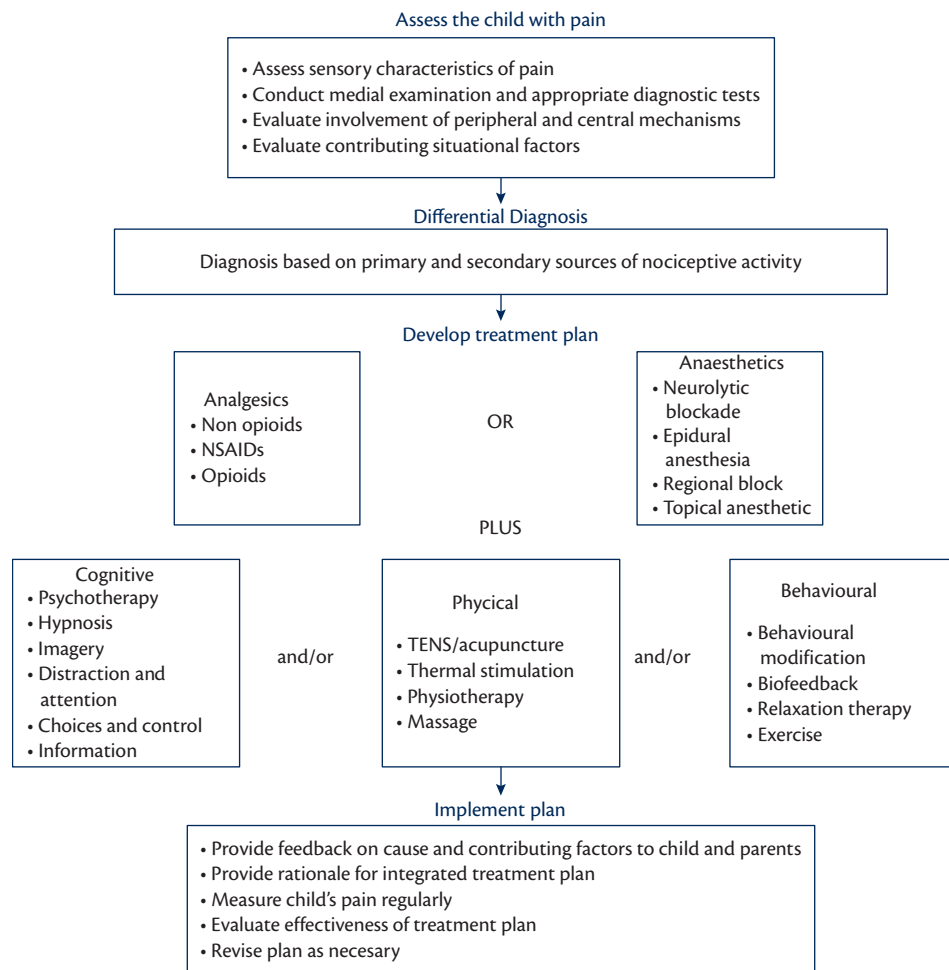 Assess the child with pain
• Assess sensory characteristics of pain
• Conduct medial examination and appropriate diagnostic tests
• Evaluate involvement of peripheral and central mechanisms
• Evaluate contributing situational factors
Differential Diagnosis
Diagnosis based on primary and secondary sources of nociceptive activity
Develop treatment plan
Analgesics
• Non opioids
• NSAIDs
• Opioids
OR
Anaesthetics
• Neurolytic
blockade
• Epidural
anesthesia
• Regional block
• Topical anesthetic
PLUS
Cognitive
• Psychotherapy
• Hypnosis
• Imagery
• Distraction and
attention
• Choices and control
• Information
and/or
Phycical
• TENS/acupuncture
• Thermal stimulation
• Physiotherapy
• Massage
and/or
Behavioural
• Behavioural
modification
• Biofeedback
• Relaxation therapy
• Exercise
Implement plan
• Provide feedback on cause and contributing factors to child and parents
• Provide rationale for integrated treatment plan
• Measure child's pain regularly
• Evaluate effectiveness of treatment plan
• Revise plan as necesary